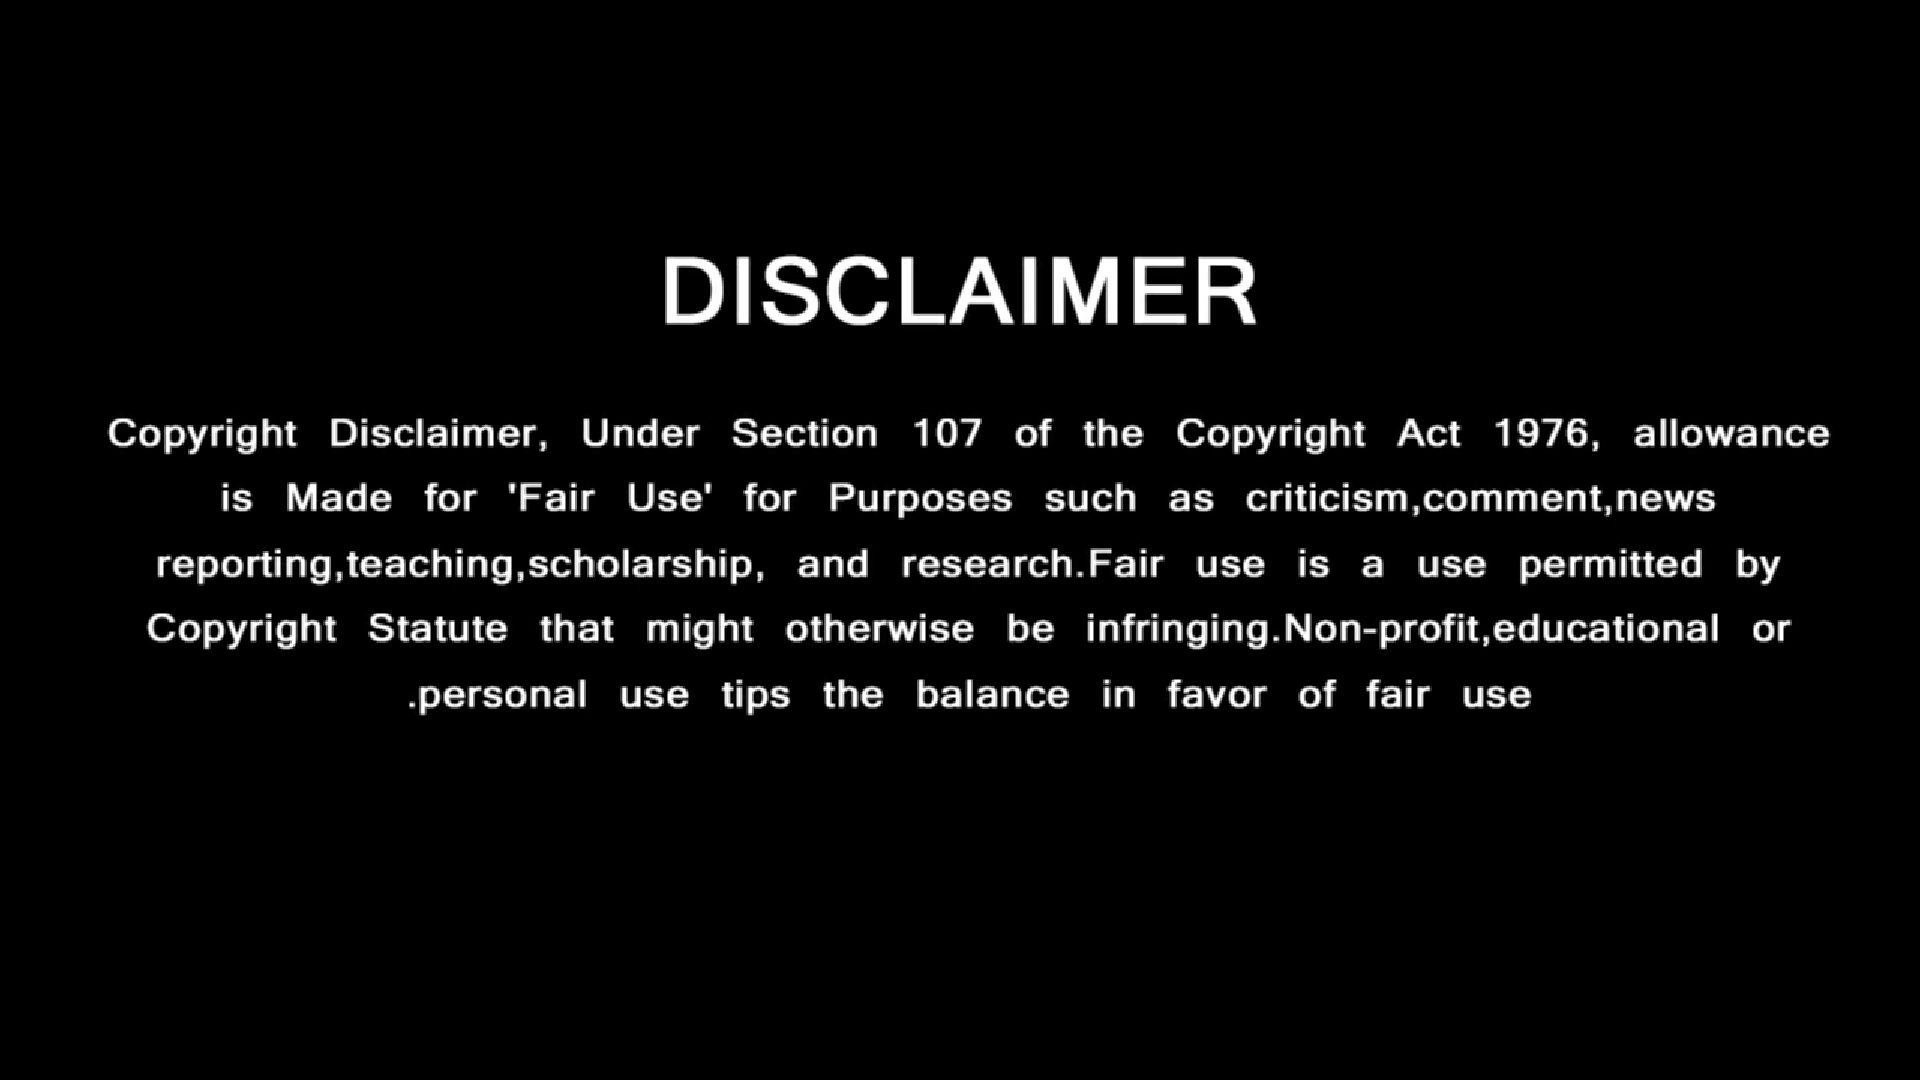 DISCLAIMER
Copyright Disclaimer, Under Section 107 of the Copyright Act 1976, allowance
is Made for 'Fair Use' for Purposes such as criticism,comment,news
reporting,teaching,scholarship, and research.Fair use is a use permitted by
Copyright Statute that might otherwise be infringing.Non-profit,educational or
.personal use tips the balance in favor of fair use